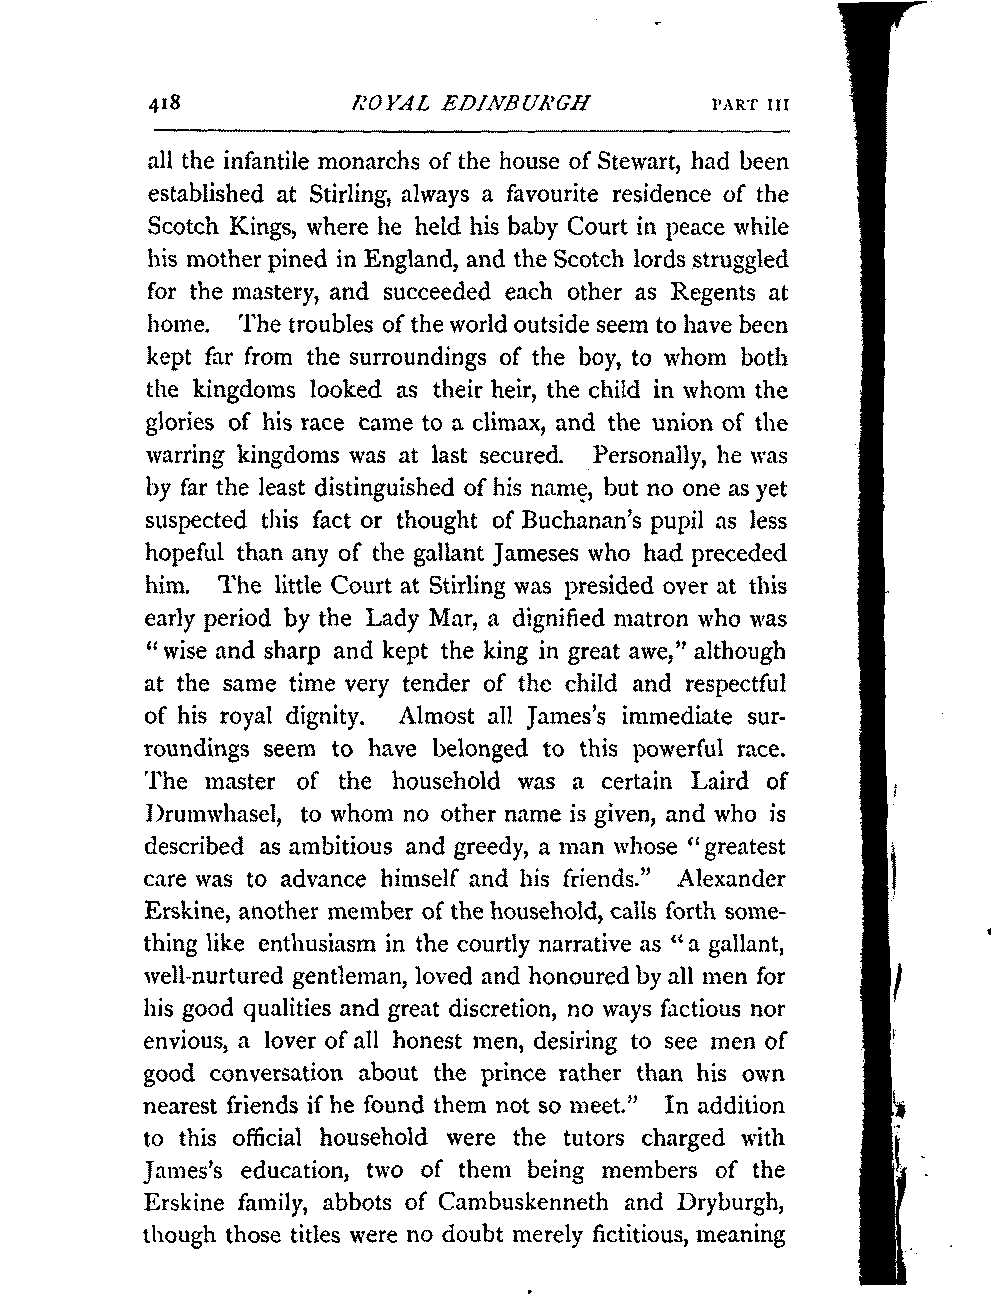 418 ROYAL EDINBURGH PART III
all the infantile monarchs of the house of Stewart, had been
established at Stirling, always a favourite residence of the
Scotch Kings, where he held his baby Court in peace while
his mother pined in England, and the Scotch lords struggled
for the mastery, and succeeded each other as Regents at
home. The troubles of the world outside seem to have been
kept far from the surroundings of the boy, to whom both
the kingdoms looked as their heir, the child in whom the
glories of his race came to a climax, and the union of the
warring kingdoms was at last secured. Personally, he was
by far the least distinguished of his name, but no one as yet
suspected this fact or thought of Buchanan's pupil as less
hopeful than any of the gallant Jameses who had preceded
him. The little Court at Stirling was presided over at this
early period by the Lady Mar, a dignified matron who was
"wise and sharp and kept the king in great awe," although
at the same time very tender of the child and respectful
of his royal dignity. Almost all James's immediate sur-
roundings seem to have belonged to this powerful race.
The master of the household was a certain Laird of
Drumwhasel, to whom no other name is given, and who is
described as ambitious and greedy, a man whose "greatest
care was to advance himself and his friends." Alexander
Erskine, another member of the household, calls forth some-
thing like enthusiasm in the courtly narrative as "a gallant,
well-nurtured gentleman, loved and honoured by all men for
his good qualities and great discretion, no ways factious nor
envious, a lover of all honest men, desiring to see men of
good conversation about the prince rather than his own
nearest friends if he found them not so meet." In addition
to this official household were the tutors charged with
James's education, two of them being members of the
Erskine family, abbots of Cambuskenneth and Dryburgh,
though those titles were no doubt merely fictitious, meaning